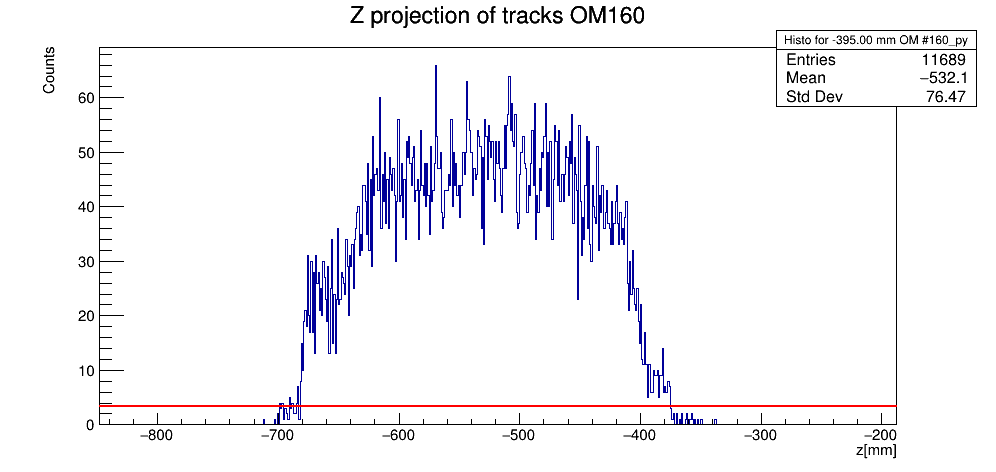 Z projection of tracks OM160
Histo for -395.00 mm OM #160_py
Entries 11689
Mean −532.1
Std Dev 76.47
Counts
60
50
40
30
20
10
0
−800 −700 −600 −500 −400 −300 −200
z[mm]